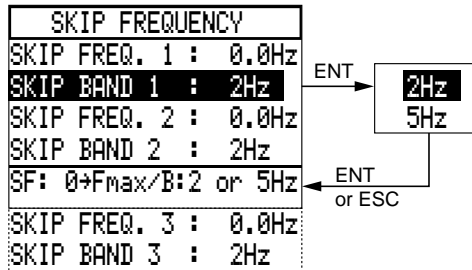 SKIP FREQUENCY
SKIP FREQ. 1 : 0.0Hz
SKIP BAND 1 : 2Hz
SKIP FREQ. 2 : 0.0Hz
SKIP BAND 2 : 2Hz
SF: 0→Fmax/B:2 or 5Hz
SKIP FREQ. 3 : 0.0Hz
SKIP BAND 3 : 2Hz
ENT
2Hz
5Hz
ENT
or ESC